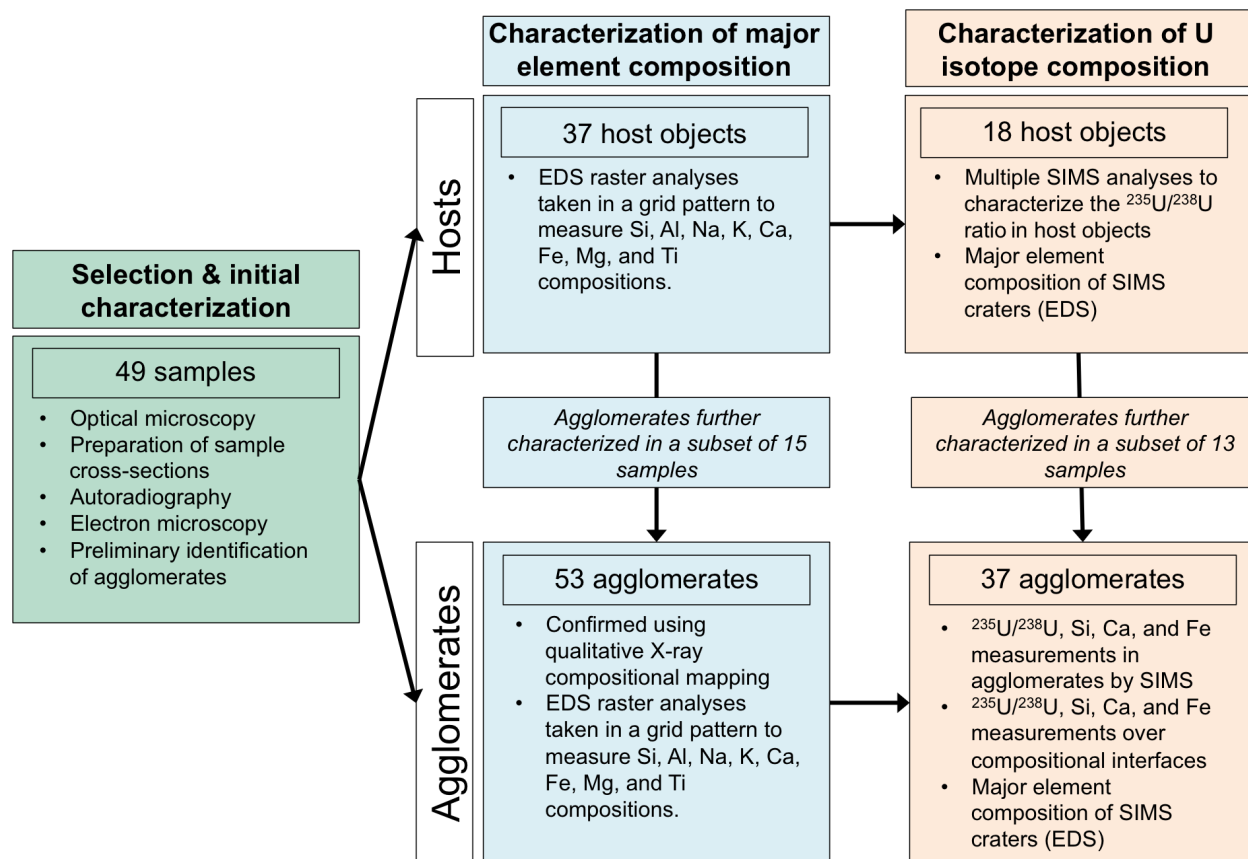 Selection & initial
characterization
49 samples
• Optical microscopy
• Preparation of sample
cross-sections
• Autoradiography
• Electron microscopy
• Preliminary identification
of agglomerates
Hosts
Characterization of major
element composition
37 host objects
• EDS raster analyses
taken in a grid pattern to
measure Si, Al, Na, K, Ca,
Fe, Mg, and Ti
compositions.
Characterization of U
isotope composition
18 host objects
• Multiple SIMS analyses to
characterize the ²³⁵U/²³⁸U
ratio in host objects
• Major element
composition of SIMS
craters (EDS)
Agglomerates further
characterized in a subset of 15
samples
Agglomerates further
characterized in a subset of 13
samples
Agglomerates
53 agglomerates
• Confirmed using
qualitative X-ray
compositional mapping
• EDS raster analyses
taken in a grid pattern to
measure Si, Al, Na, K, Ca,
Fe, Mg, and Ti
compositions.
37 agglomerates
• ²³⁵U/²³⁸U, Si, Ca, and Fe
measurements in
agglomerates by SIMS
• ²³⁵U/²³⁸U, Si, Ca, and Fe
measurements over
compositional interfaces
• Major element
composition of SIMS
craters (EDS)